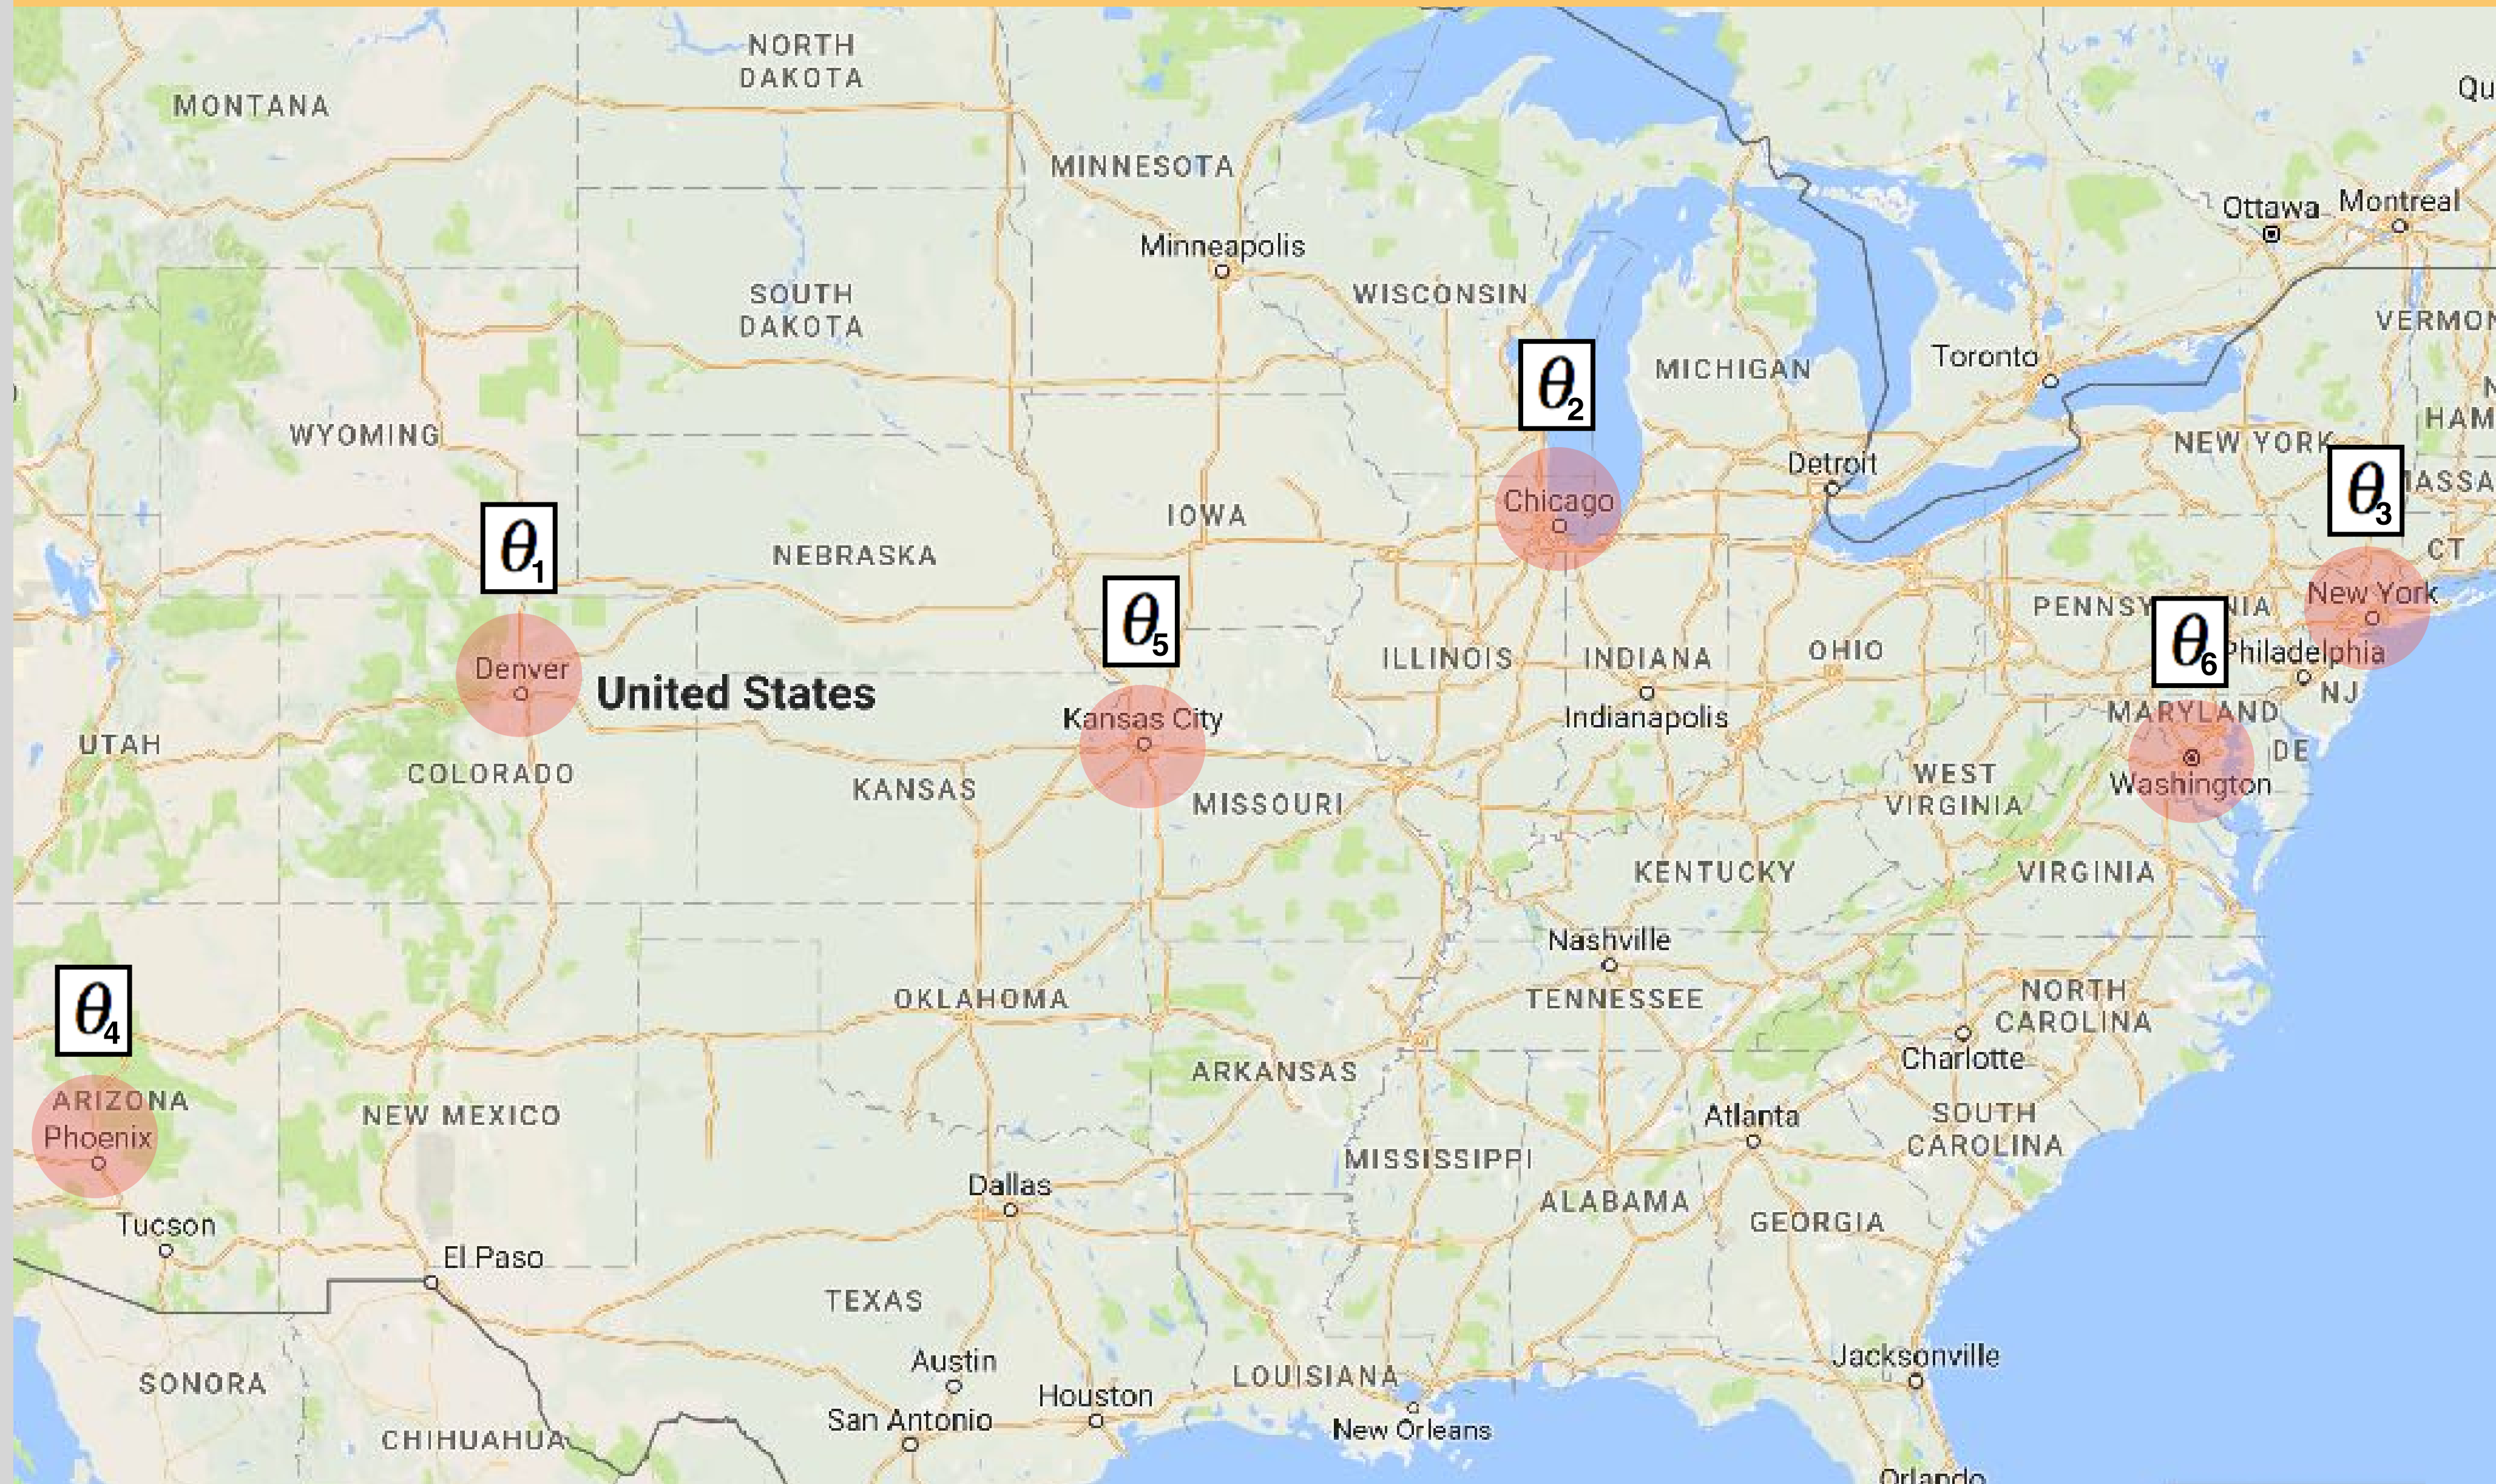 NORTH
DAKOTA
MONTANA
Qu
MINNESOTA
Ottawa
Montreal
Minneapolis
SOUTH
DAKOTA
WISCONSIN
VERMON
Toronto
MICHIGAN
θ2
N
HAM
WYOMING
NEW YORK
Detroit
θ3
MASSA
Chicago
IOWA
θ1
NEBRASKA
CT
New York
θ5
PENNSY
NIA
θ6
Philadelphia
ILLINOIS
INDIANA
OHIO
Denver
United States
NJ
Kansas City
Indianapolis
MARYLAND
UTAH
DE
COLORADO
Washington
KANSAS
MISSOURI
WEST
VIRGINIA
KENTUCKY
VIRGINIA
Nashville
θ4
OKLAHOMA
TENNESSEE
NORTH
CAROLINA
Charlotte
ARKANSAS
ARIZONA
Phoenix
NEW MEXICO
Atlanta
SOUTH
CAROLINA
MISSISSIPPI
Dallas
ALABAMA
Tucson
GEORGIA
El Paso
TEXAS
Jacksonville
Austin
LOUISIANA
SONORA
Houston
San Antonio
New Orleans
CHIHUAHUA
Orlando